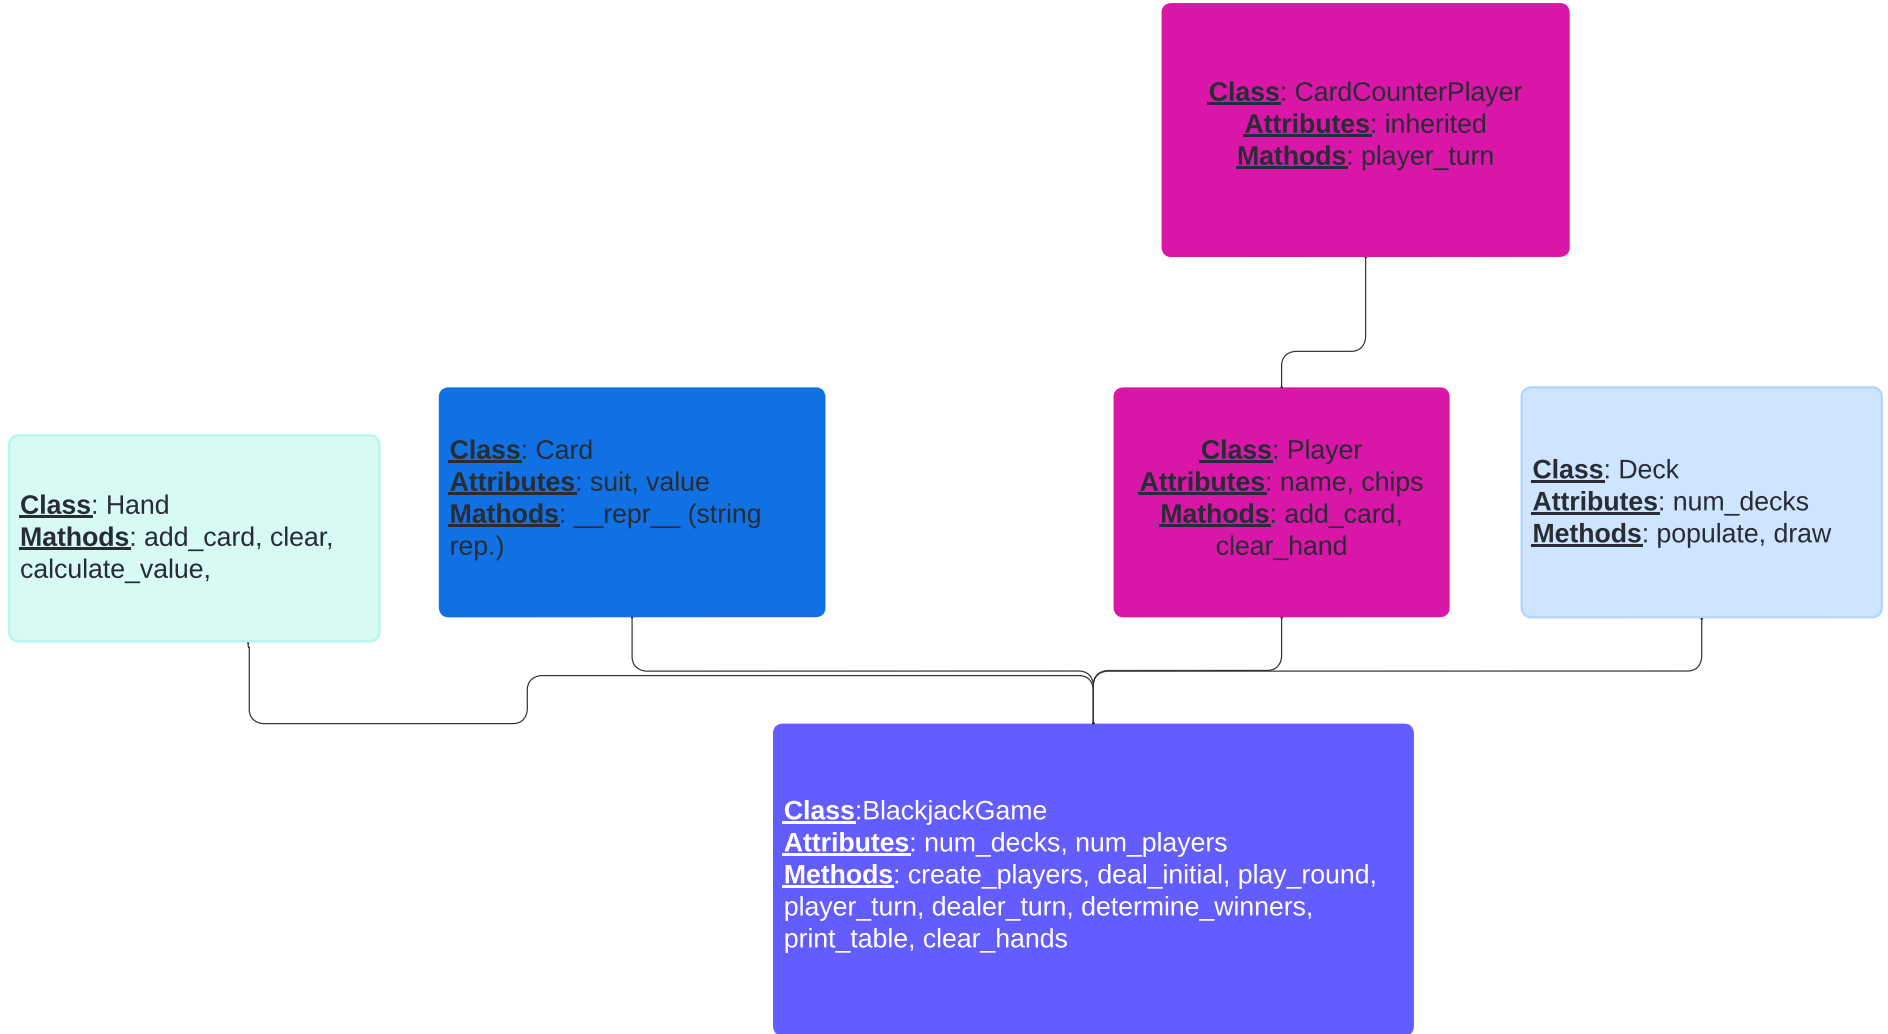 Class: CardCounterPlayer
Attributes: inherited
Mathods: player_turn
Class: Hand
Mathods: add_card, clear,
calculate_value,
Class: Card
Attributes: suit, value
Mathods: __repr__ (string
rep.)
Class: Player
Attributes: name, chips
Mathods: add_card,
clear_hand
Class: Deck
Attributes: num_decks
Methods: populate, draw
Class:BlackjackGame
Attributes: num_decks, num_players
Methods: create_players, deal_initial, play_round,
player_turn, dealer_turn, determine_winners,
print_table, clear_hands